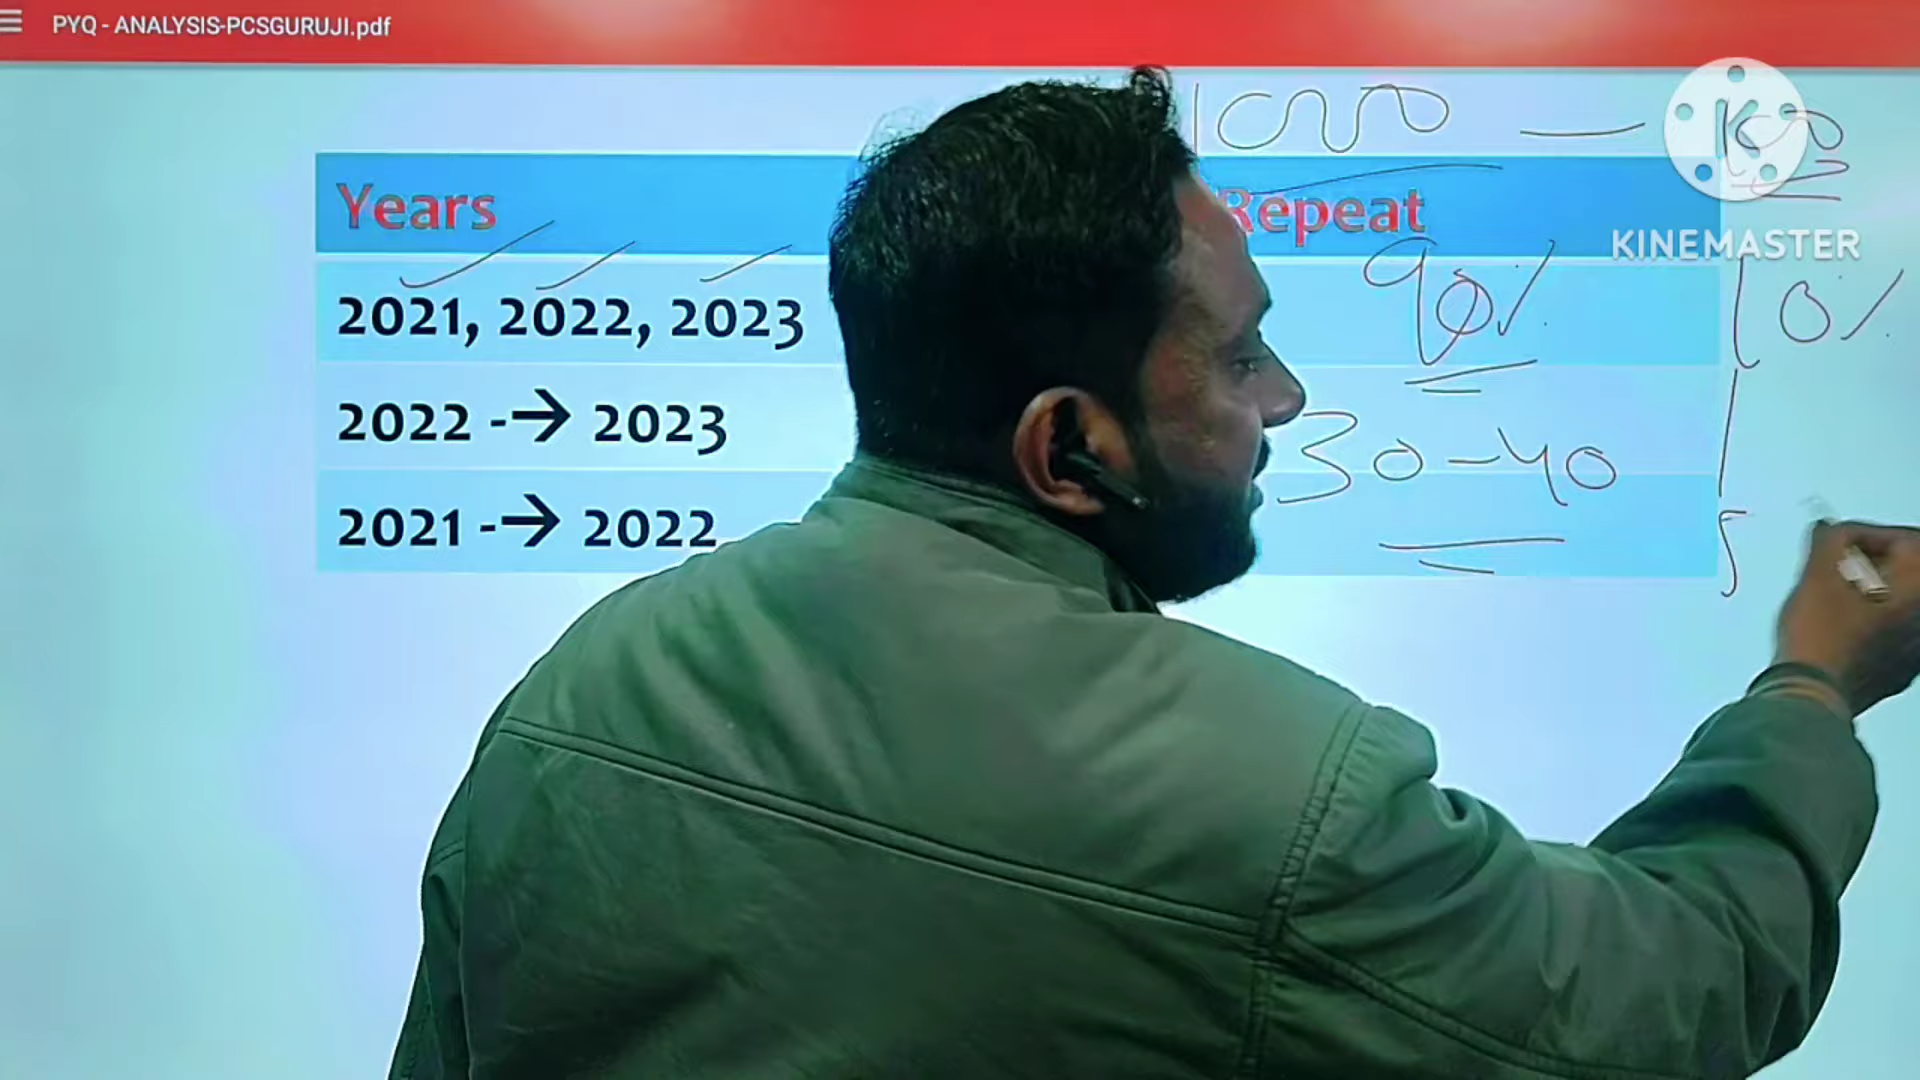 PYQ - ANALYSIS-PCSGURUJI.pdf
1000 —
K
KINEMASTER
Years Repeat
90% 10%
2021, 2022, 2023
2022 -→ 2023
30-40
2021 -→ 2022
5